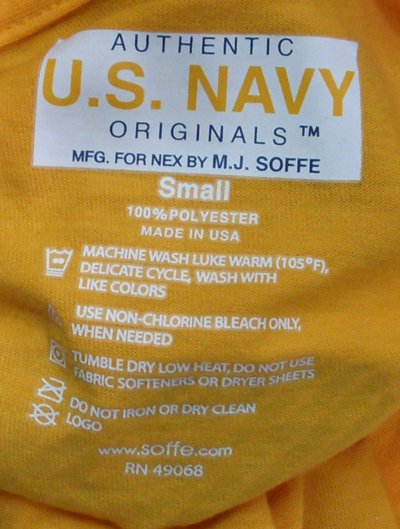 AUTHENTIC
U.S. NAVY
ORIGINALS ™
MFG. FOR NEX BY M.J. SOFFE
Small
100% POLYESTER
MADE IN USA
MACHINE WASH LUKE WARM (105°F),
DELICATE CYCLE, WASH WITH
LIKE COLORS
USE NON-CHLORINE BLEACH ONLY,
WHEN NEEDED
TUMBLE DRY LOW HEAT, DO NOT USE
FABRIC SOFTENERS OR DRYER SHEETS
DO NOT IRON OR DRY CLEAN
LOGO
www.soffe.com
RN 49068